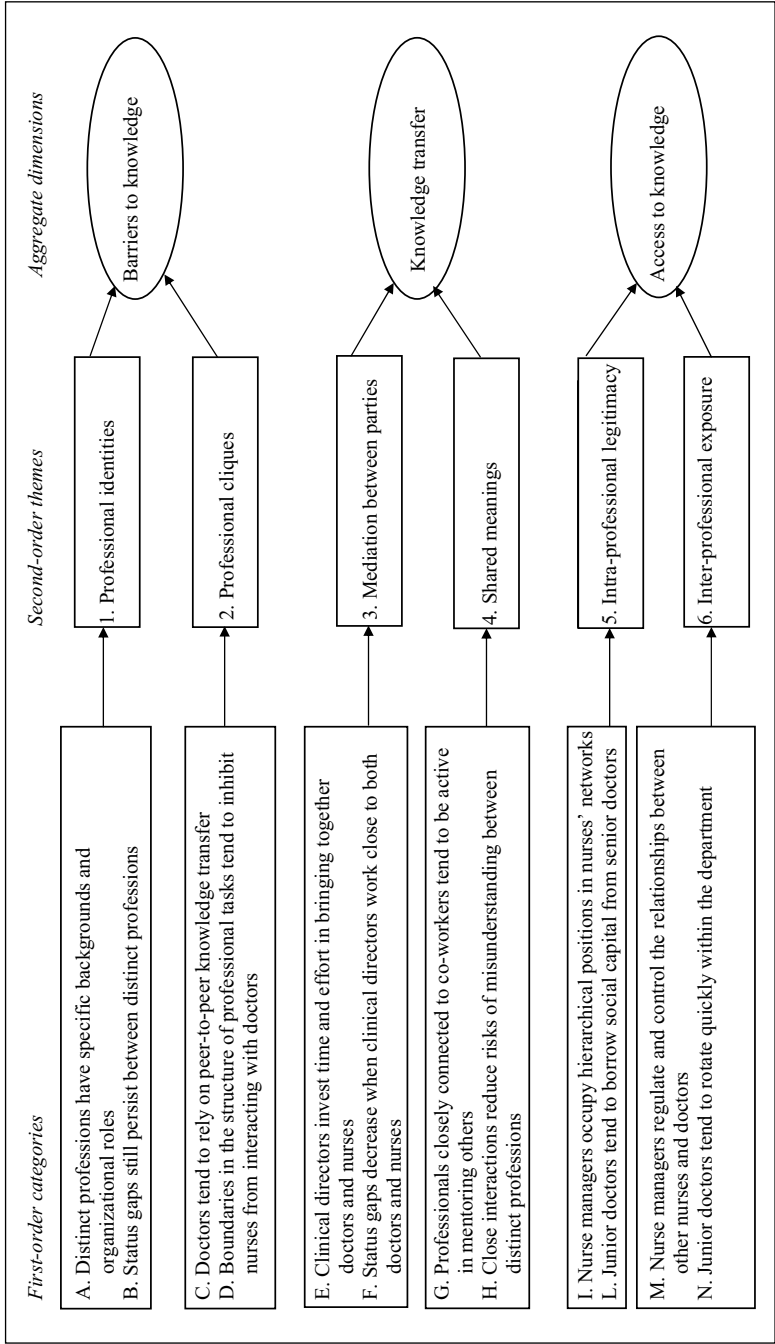 First-order categories
Second-order themes
Aggregate dimensions
A. Distinct professions have specific backgrounds and
organizational roles
B. Status gaps still persist between distinct professions
1. Professional identities
Barriers to knowledge
C. Doctors tend to rely on peer-to-peer knowledge transfer
D. Boundaries in the structure of professional tasks tend to inhibit
nurses from interacting with doctors
2. Professional cliques
E. Clinical directors invest time and effort in bringing together
doctors and nurses
F. Status gaps decrease when clinical directors work close to both
doctors and nurses
3. Mediation between parties
Knowledge transfer
G. Professionals closely connected to co-workers tend to be active
in mentoring others
H. Close interactions reduce risks of misunderstanding between
distinct professions
4. Shared meanings
I. Nurse managers occupy hierarchical positions in nurses’ networks
L. Junior doctors tend to borrow social capital from senior doctors
5. Intra-professional legitimacy
Access to knowledge
M. Nurse managers regulate and control the relationships between
other nurses and doctors
N. Junior doctors tend to rotate quickly within the department
6. Inter-professional exposure